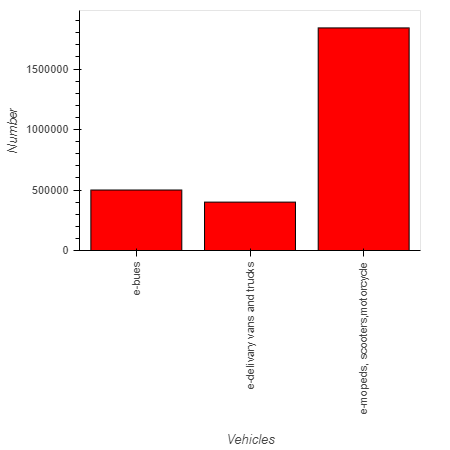 Number
1500000
1000000
500000
0
e-bues
e-delivary vans and trucks
e-mopeds, scooters,motorcycle
Vehicles